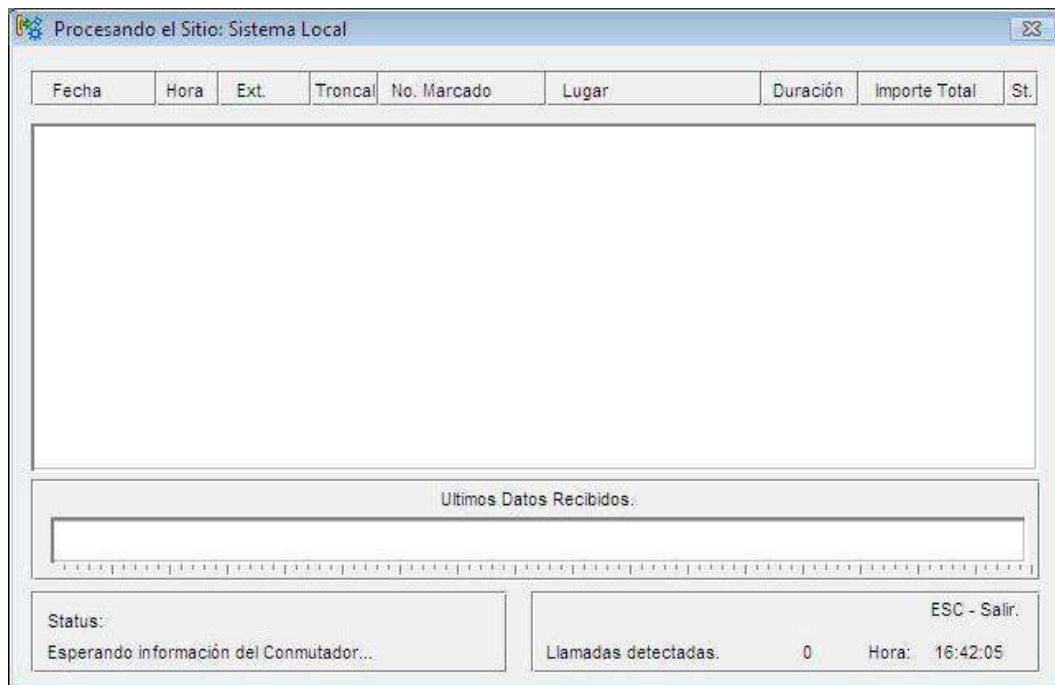 Procesando el Sitio: Sistema Local
Fecha Hora Ext. Troncal No. Marcado Lugar Duración Importe Total St.
Ultimos Datos Recibidos.
ESC - Salir.
Status:
Esperando información del Conmutador... Llamadas detectadas. 0 Hora: 16:42:05